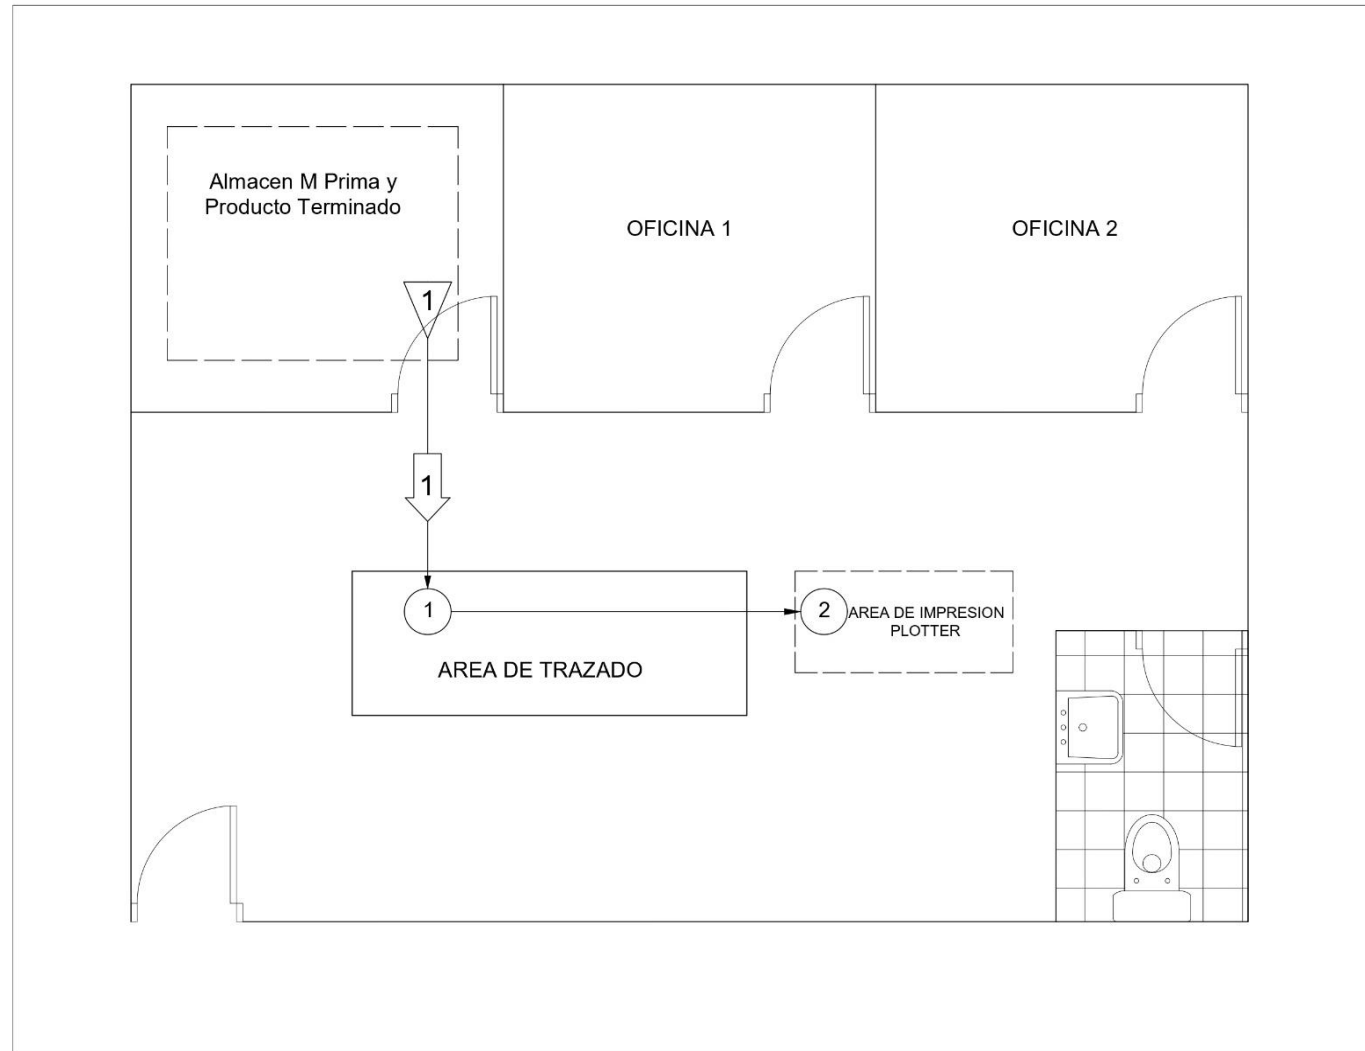 Almacen M Prima y
Producto Terminado
OFICINA 1
OFICINA 2
1
1
1
2
AREA DE IMPRESION
PLOTTER
AREA DE TRAZADO